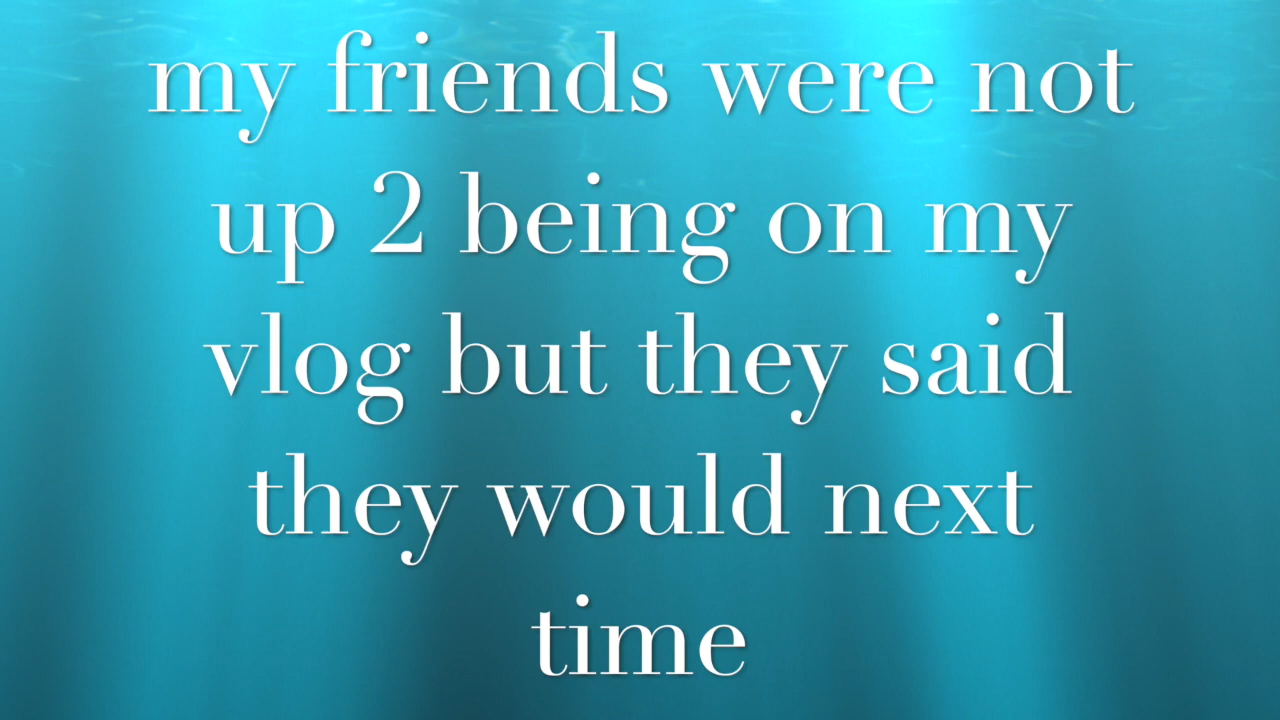 my friends were not
up 2 being on my
vlog but they said
they would next
time